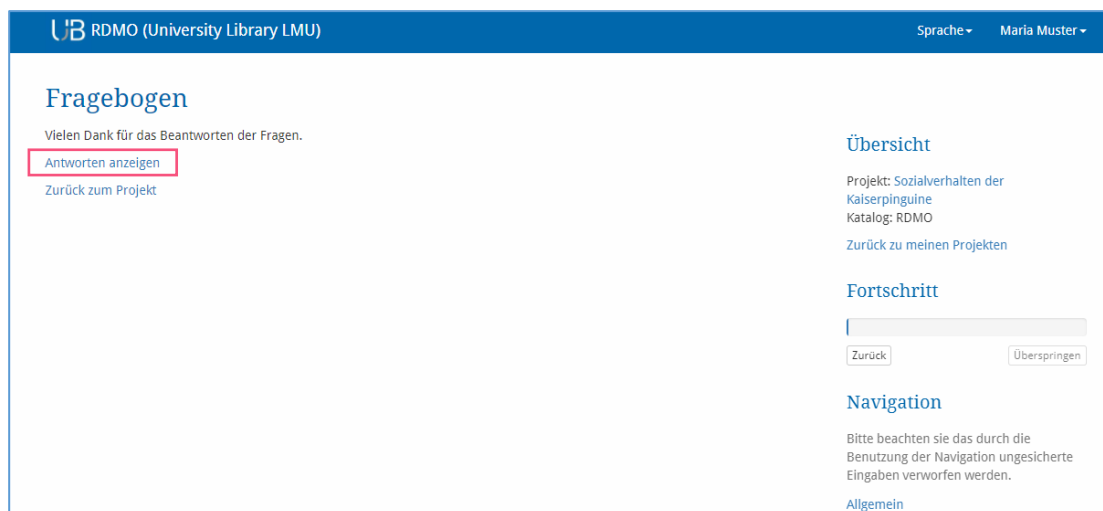 UB RDMO (University Library LMU)
Sprache
Maria Muster
Fragebogen
Vielen Dank für das Beantworten der Fragen.
Antworten anzeigen
Zurück zum Projekt
Übersicht
Projekt: Sozialverhalten der
Kaiserpinguine
Katalog: RDMO
Zurück zu meinen Projekten
Fortschritt
Zurück
Überspringen
Navigation
Bitte beachten sie das durch die
Benutzung der Navigation ungesicherte
Eingaben verworfen werden.
Allgemein